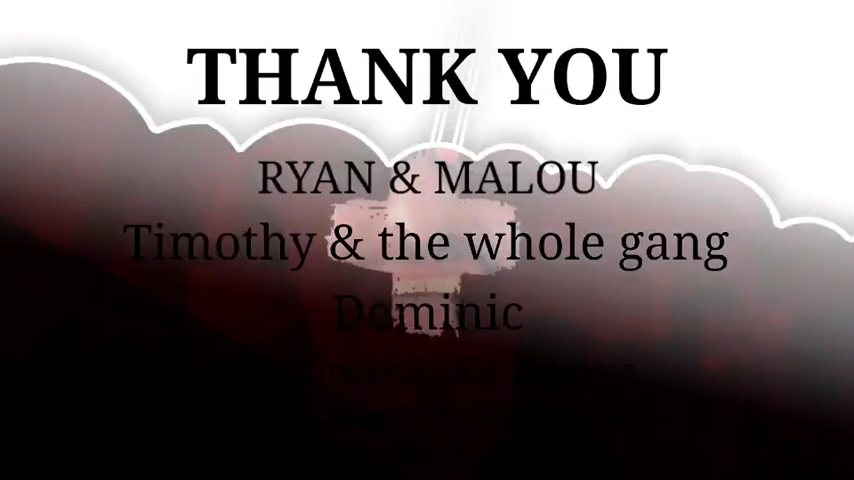 THANK YOU
RYAN & MALOU
Timothy & the whole gang
Dominic